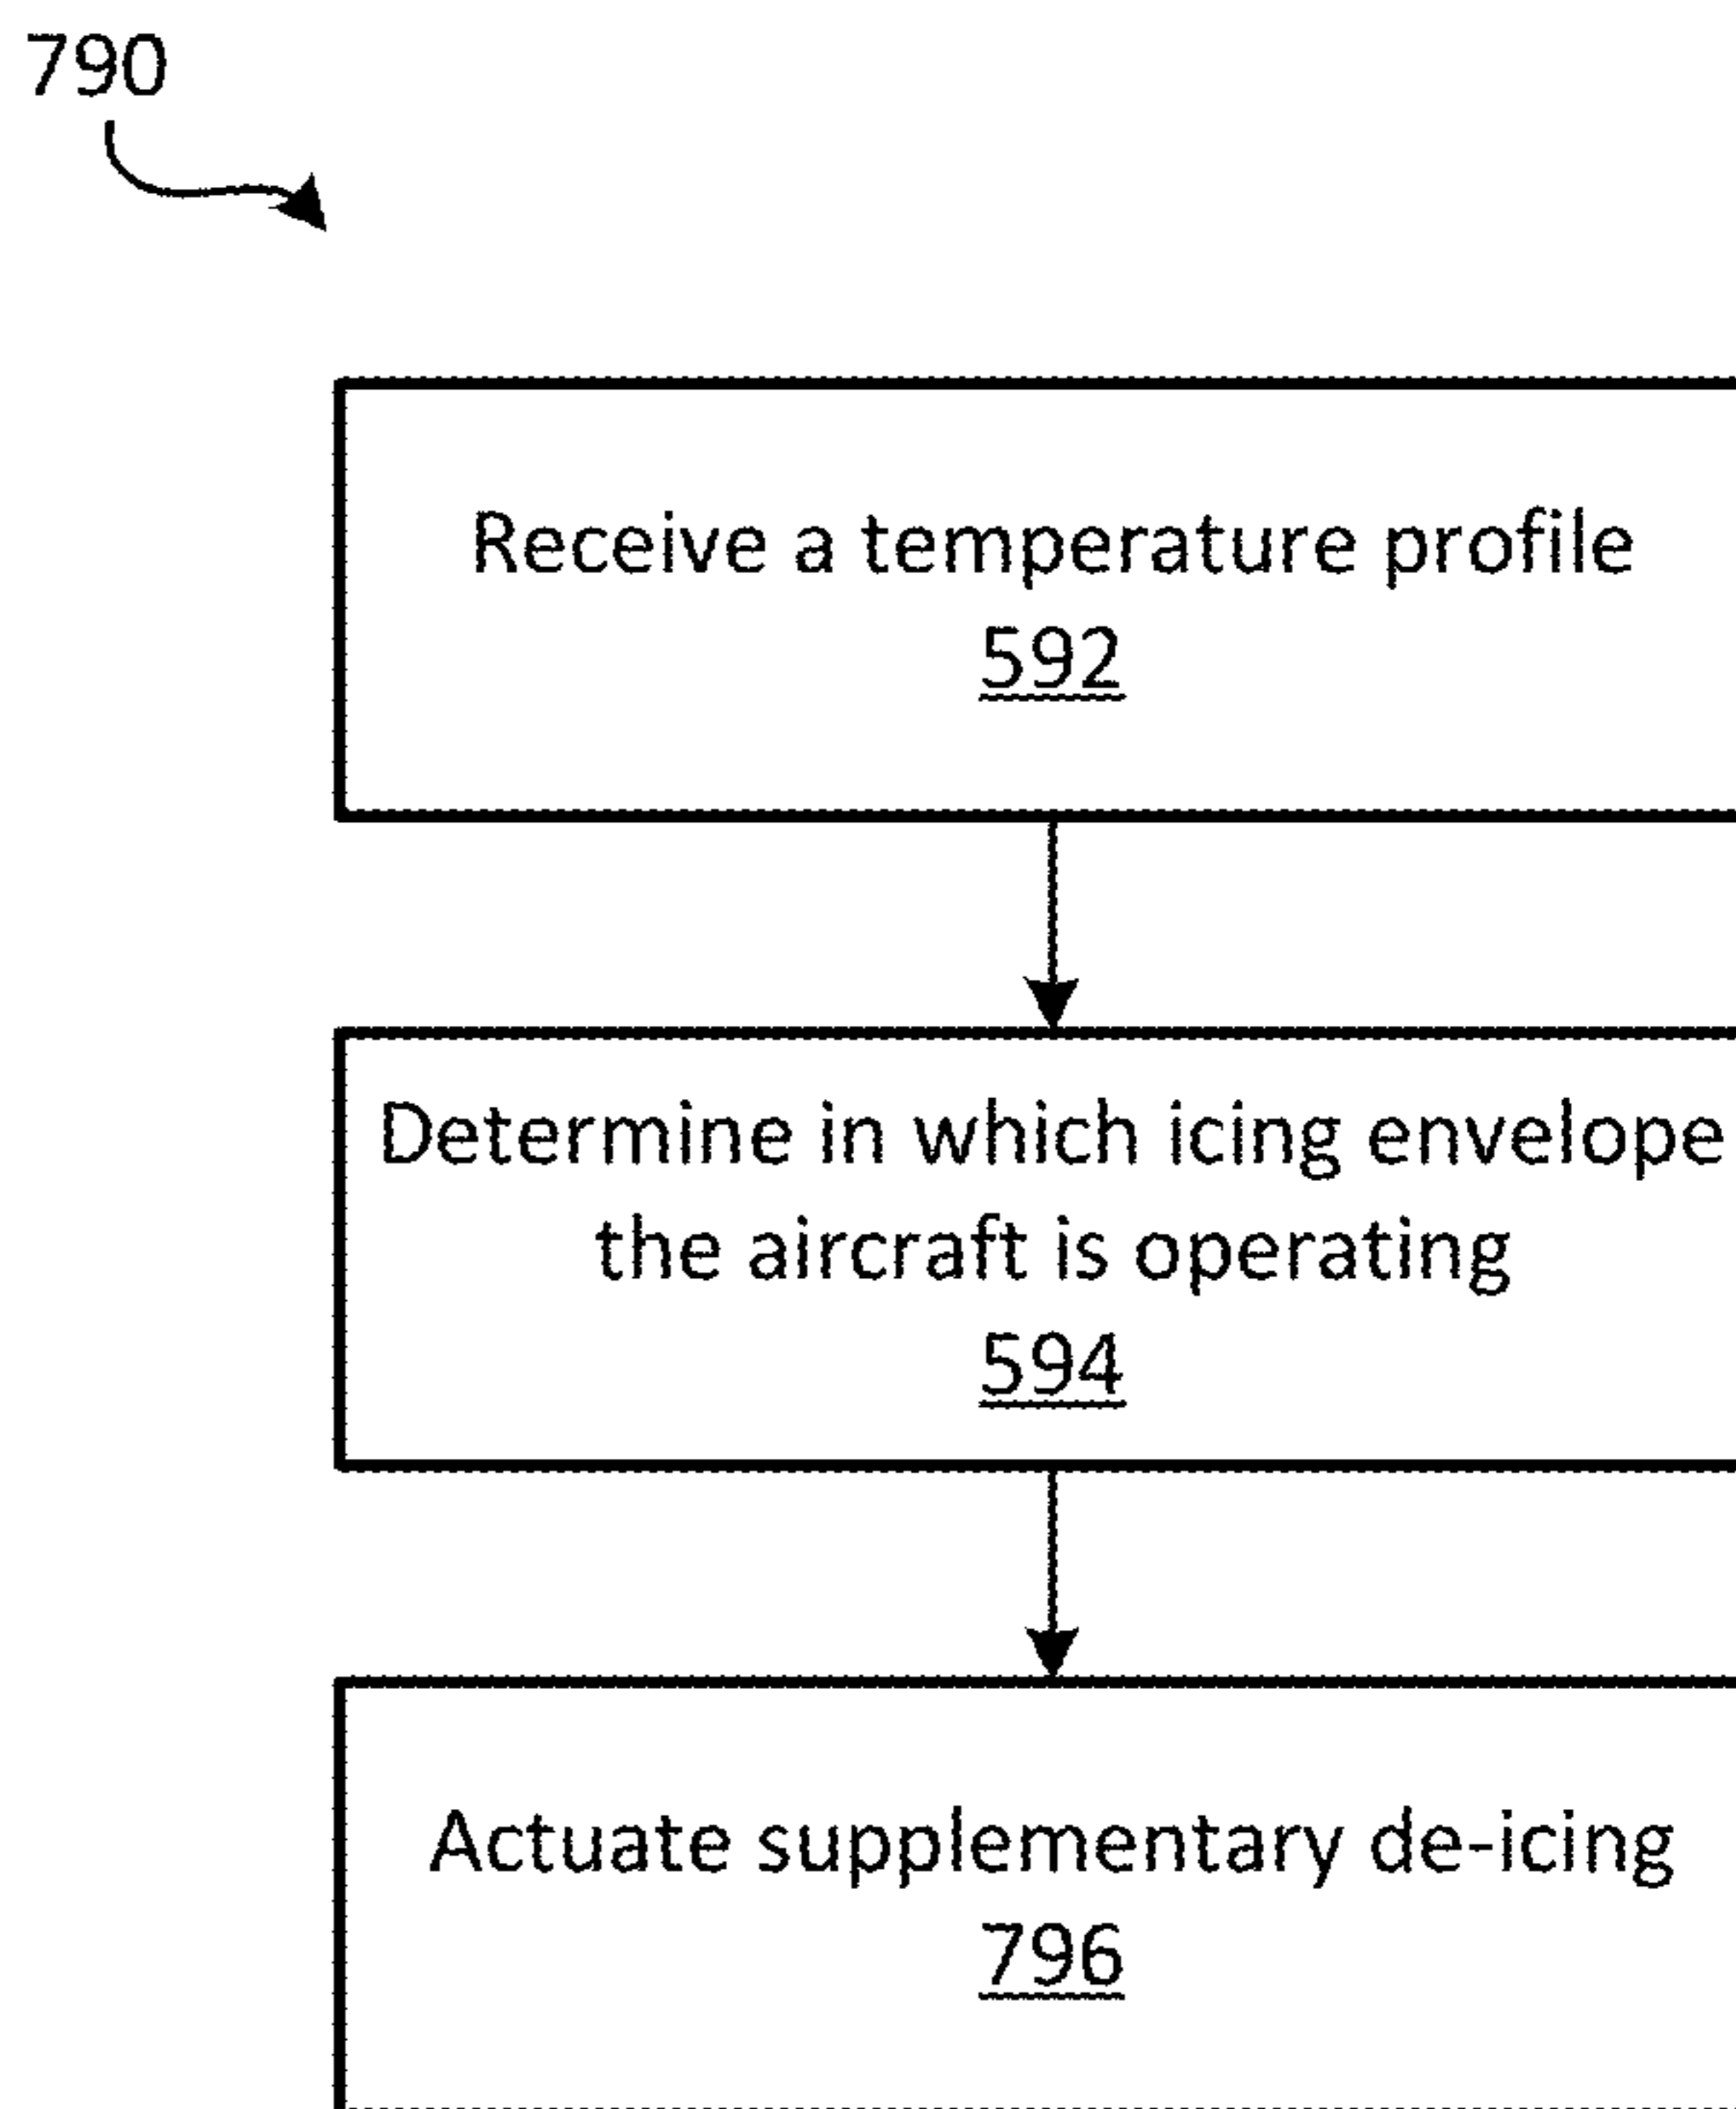 790
Receive a temperature profile
592
Determine in which icing envelope
the aircraft is operating
594
Actuate supplementary de-icing
796